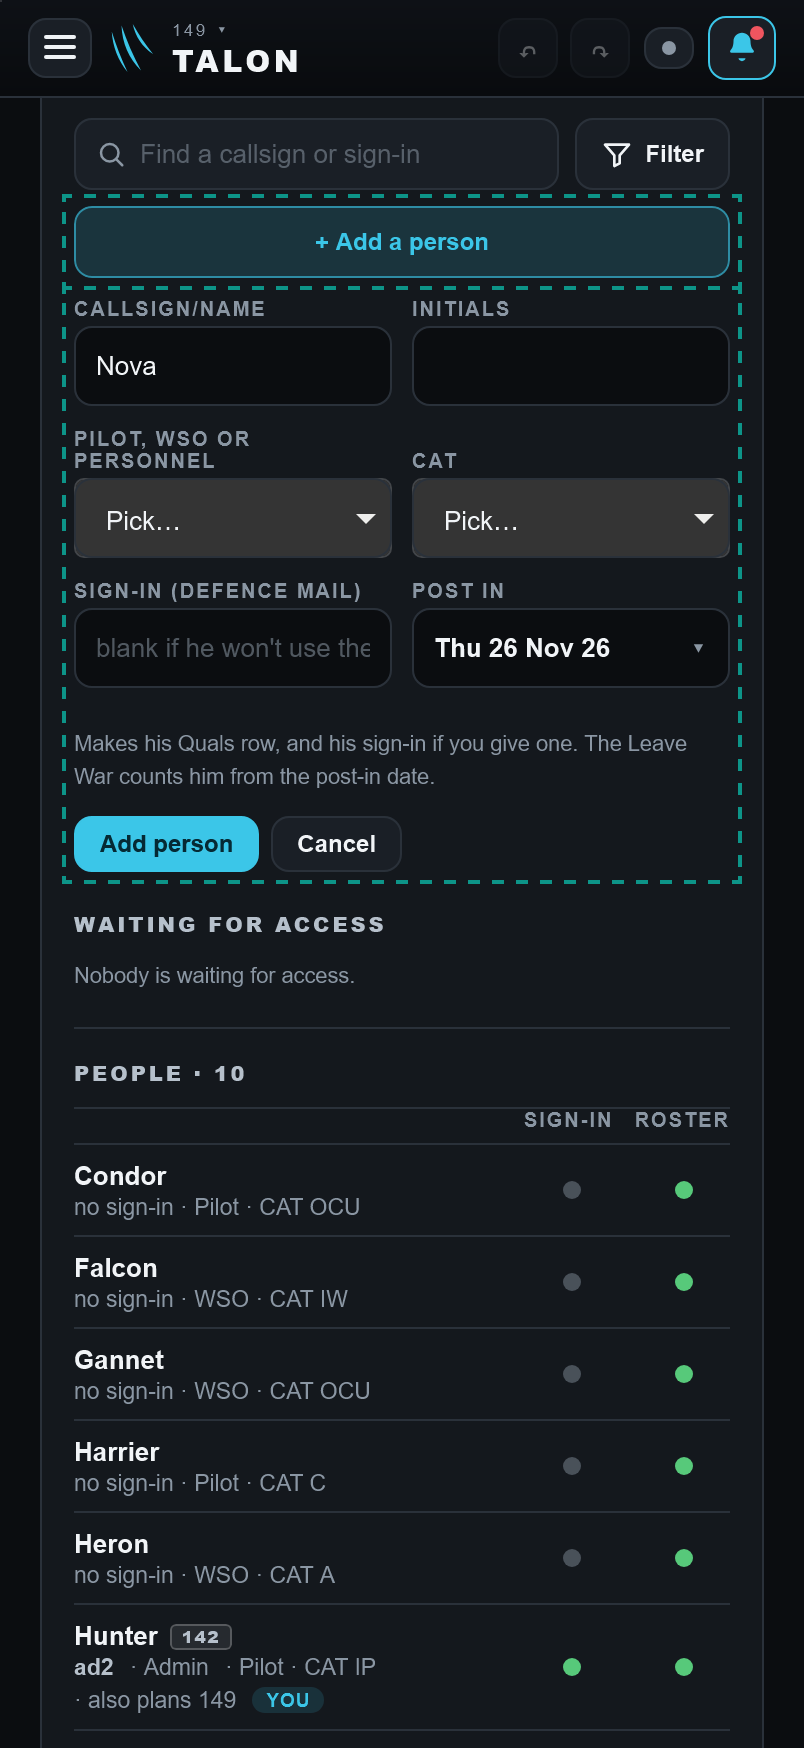 149 ▾
TALON
Find a callsign or sign-in
Filter
+ Add a person
CALLSIGN/NAME
INITIALS
Nova
PILOT, WSO OR
PERSONNEL
CAT
Pick...
Pick...
SIGN-IN (DEFENCE MAIL)
POST IN
blank if he won't use the
Thu 26 Nov 26
Makes his Quals row, and his sign-in if you give one. The Leave
War counts him from the post-in date.
Add person
Cancel
WAITING FOR ACCESS
Nobody is waiting for access.
PEOPLE · 10
SIGN-IN ROSTER
Condor
no sign-in · Pilot · CAT OCU
Falcon
no sign-in · WSO · CAT IW
Gannet
no sign-in · WSO · CAT OCU
Harrier
no sign-in · Pilot · CAT C
Heron
no sign-in · WSO · CAT A
Hunter 142
ad2 · Admin · Pilot · CAT IP
· also plans 149 YOU